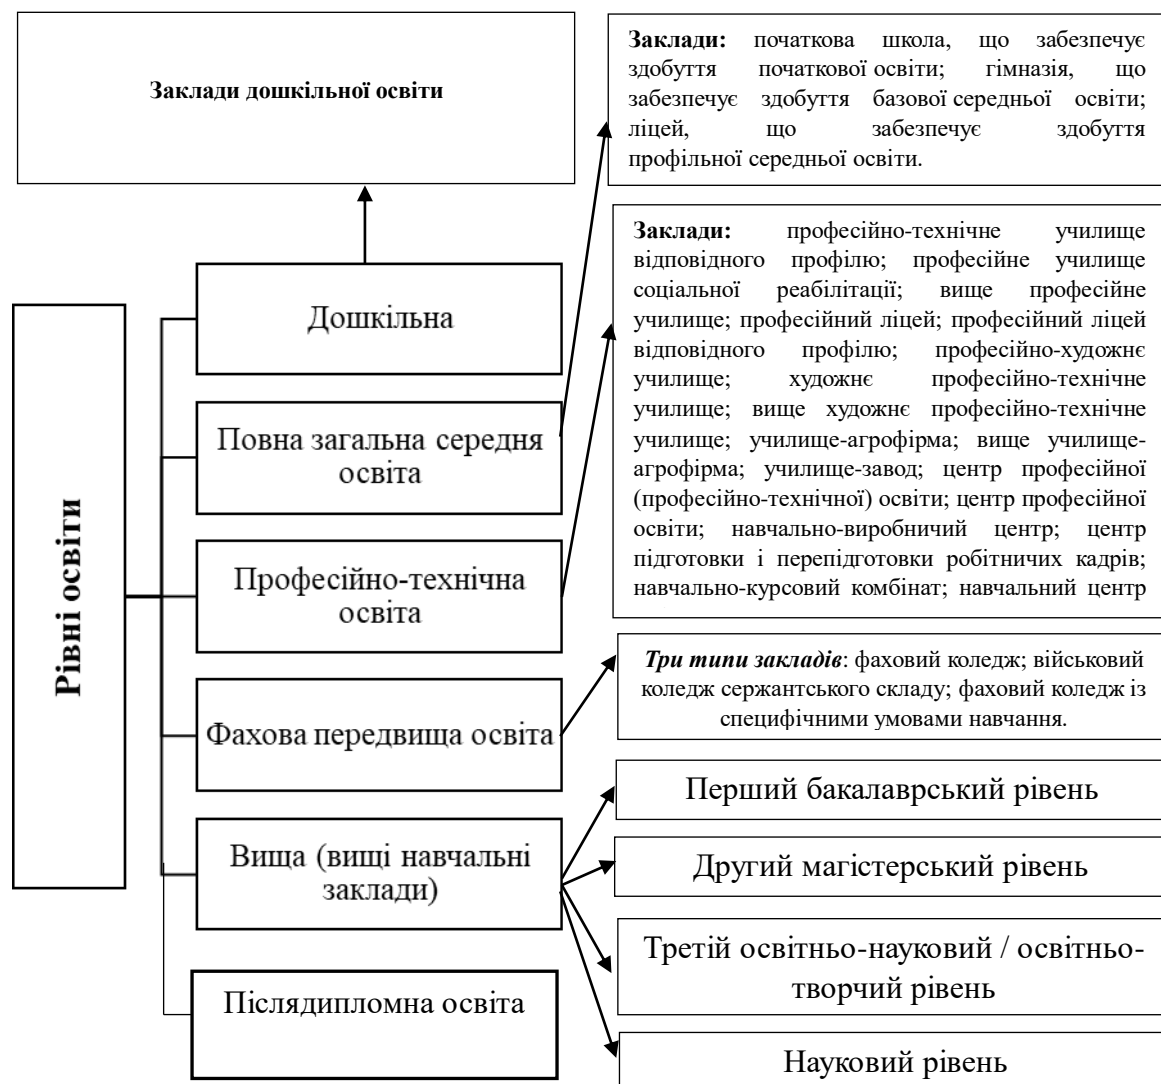 Заклади дошкільної освіти
Заклади: початкова школа, що забезпечує
здобуття початкової освіти; гімназія, що
забезпечує здобуття базової середньої освіти;
ліцей, що забезпечує здобуття
профільної середньої освіти.
Заклади: професійно-технічне училище
відповідного профілю; професійне училище
соціальної реабілітації; вище професійне
училище; професійний ліцей; професійний ліцей
відповідного профілю; професійно-художнє
училище; художнє професійно-технічне
училище; вище художнє професійно-технічне
училище; училище-агрофірма; вище училище-
агрофірма; училище-завод; центр професійної
(професійно-технічної) освіти; центр професійної
освіти; навчально-виробничий центр; центр
підготовки і перепідготовки робітничих кадрів;
навчально-курсовий комбінат; навчальний центр
Рівні освіти
Дошкільна
Повна загальна середня
освіта
Професійно-технічна
освіта
Фахова передвища освіта
Три типи закладів: фаховий коледж; військовий
коледж сержантського складу; фаховий коледж із
специфічними умовами навчання.
Вища (вищі навчальні
заклади)
Перший бакалаврський рівень
Другий магістерський рівень
Третій освітньо-науковий / освітньо-
творчий рівень
Науковий рівень
Післядипломна освіта